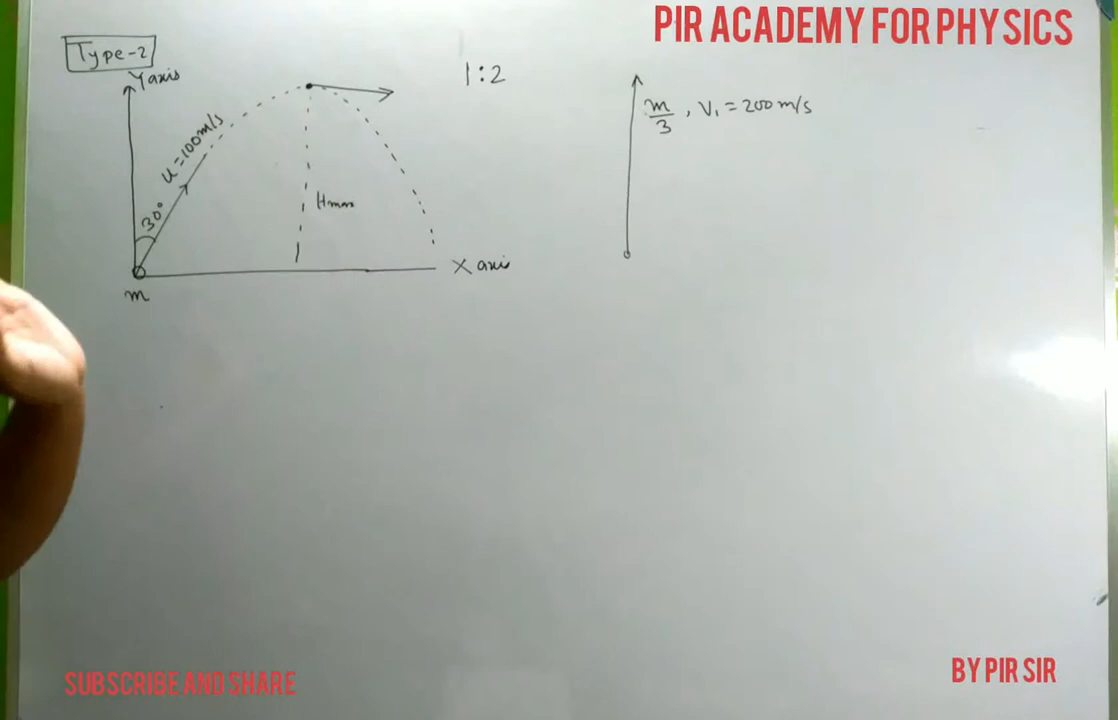 PIR ACADEMY FOR PHYSICS
Type-2
Y axis
1:2
m/3, V₁ = 200 m/s
u = 100 m/s
30°
Hmax
X axis
m
SUBSCRIBE AND SHARE
BY PIR SIR